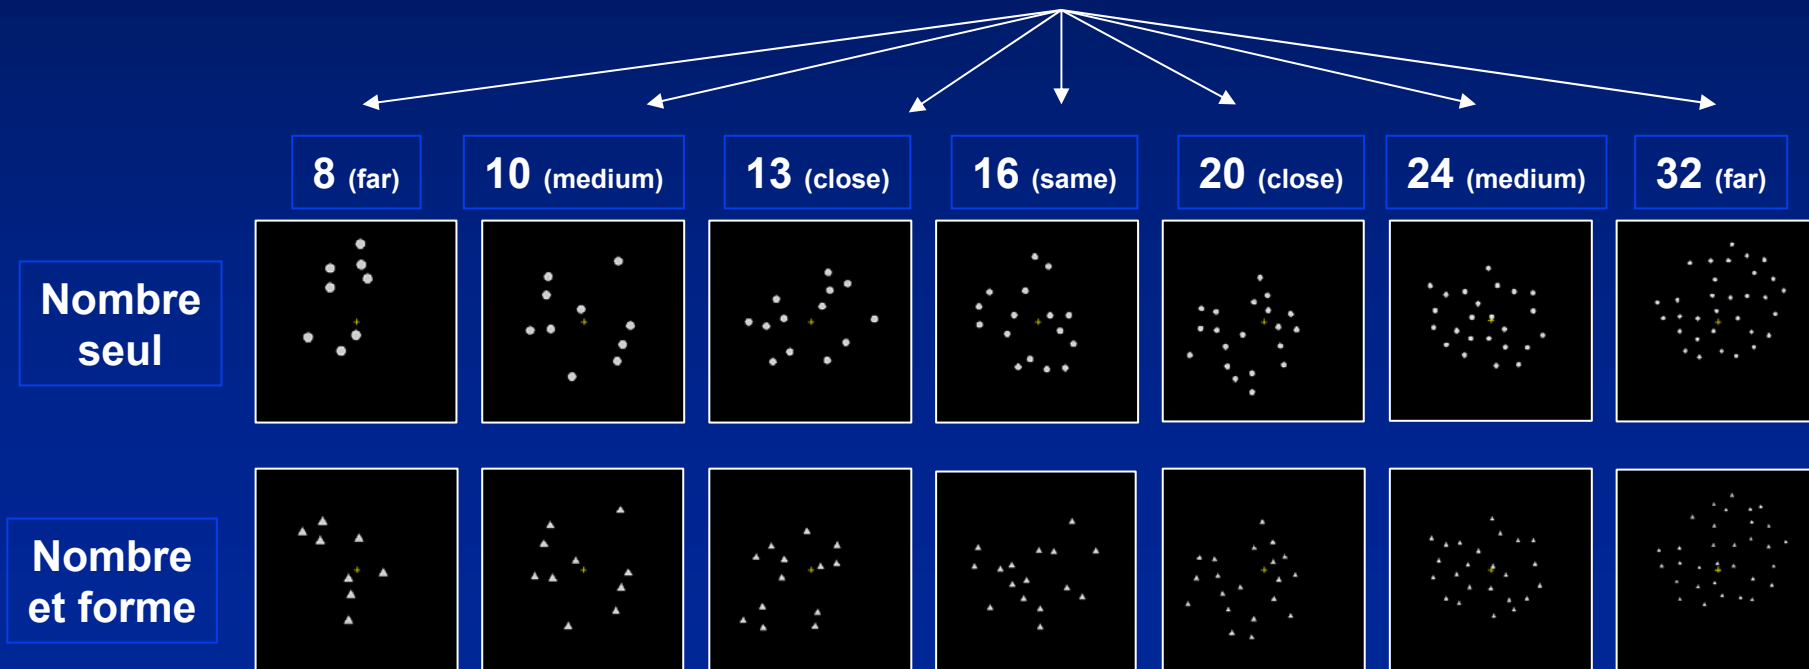 8 (far)
10 (medium)
13 (close)
16 (same)
20 (close)
24 (medium)
32 (far)
Nombre
seul
Nombre
et forme